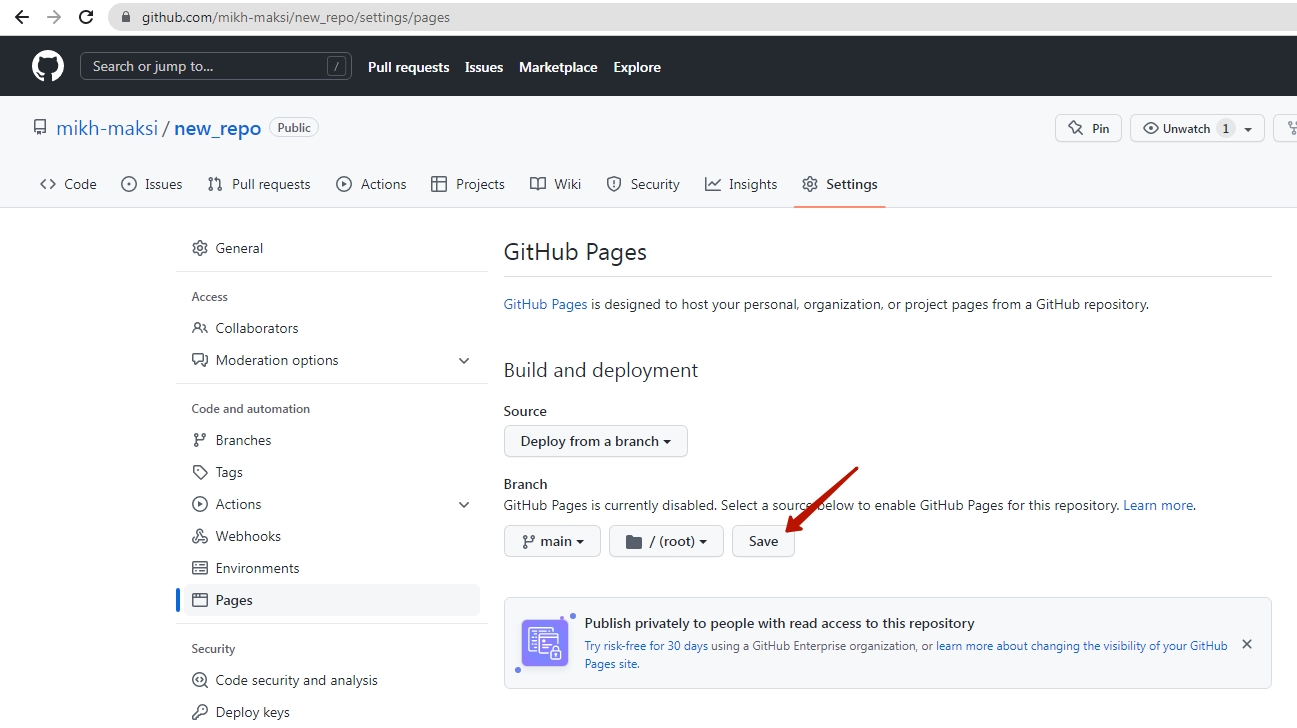 github.com/mikh-maksi/new_repo/settings/pages
Search or jump to... /
Pull requests Issues Marketplace Explore
mikh-maksi / new_repo Public
Pin Unwatch 1
Code Issues Pull requests Actions Projects Wiki Security Insights Settings
General
Access
Collaborators
Moderation options
Code and automation
Branches
Tags
Actions
Webhooks
Environments
Pages
Security
Code security and analysis
Deploy keys
GitHub Pages
GitHub Pages is designed to host your personal, organization, or project pages from a GitHub repository.
Build and deployment
Source
Deploy from a branch
Branch
GitHub Pages is currently disabled. Select a source below to enable GitHub Pages for this repository. Learn more.
main / (root) Save
Publish privately to people with read access to this repository
Try risk-free for 30 days using a GitHub Enterprise organization, or learn more about changing the visibility of your GitHub
Pages site.